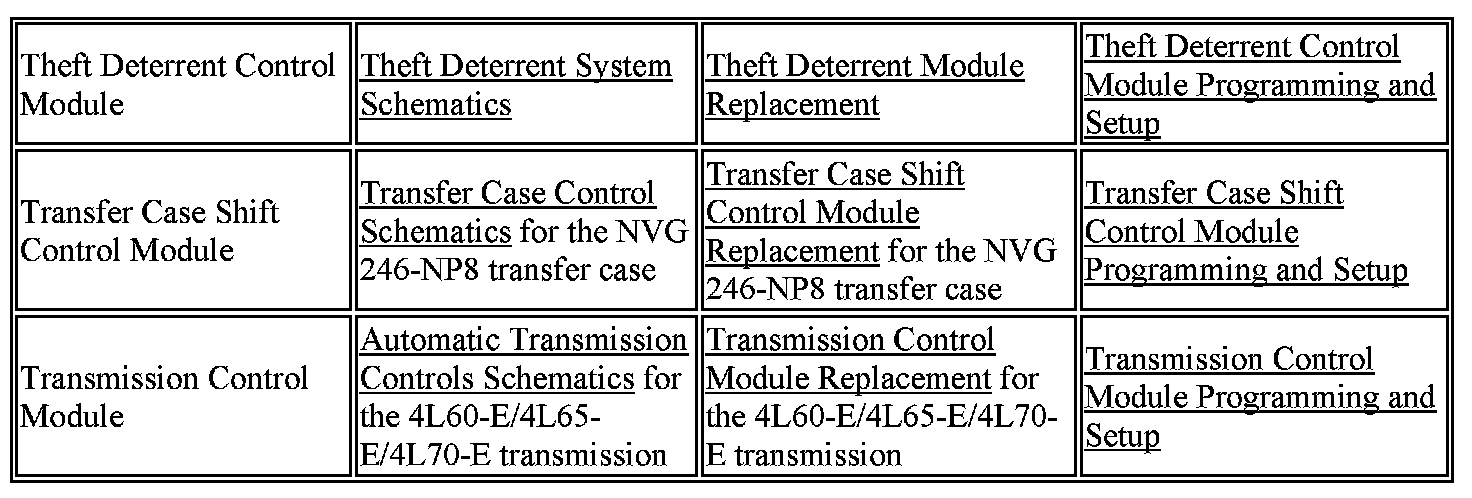 Theft Deterrent Control
Module
Theft Deterrent System
Schematics
Theft Deterrent Module
Replacement
Theft Deterrent Control
Module Programming and
Setup
Transfer Case Shift
Control Module
Transfer Case Control
Schematics for the NVG
246-NP8 transfer case
Transfer Case Shift
Control Module
Replacement for the NVG
246-NP8 transfer case
Transfer Case Shift
Control Module
Programming and Setup
Transmission Control
Module
Automatic Transmission
Controls Schematics for
the 4L60-E/4L65-
E/4L70-E transmission
Transmission Control
Module Replacement for
the 4L60-E/4L65-E/4L70-
E transmission
Transmission Control
Module Programming and
Setup